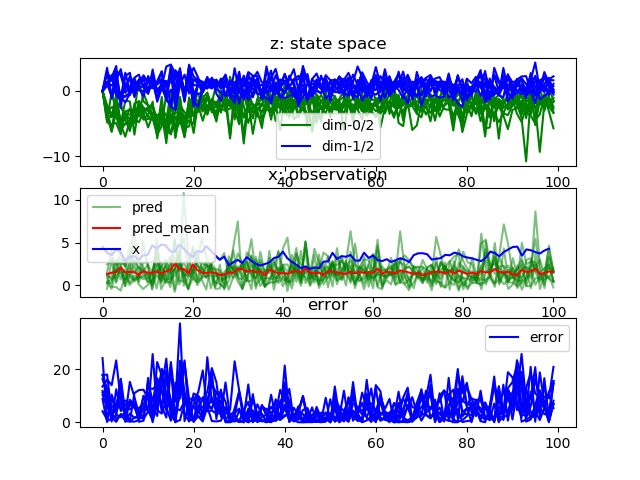 z: state space
0
−10
dim-0/2
dim-1/2
0 20 40 60 80 100
x: observation
10
5
0
pred
pred_mean
x
0 20 40 60 80 100
error
20
0
error
0 20 40 60 80 100